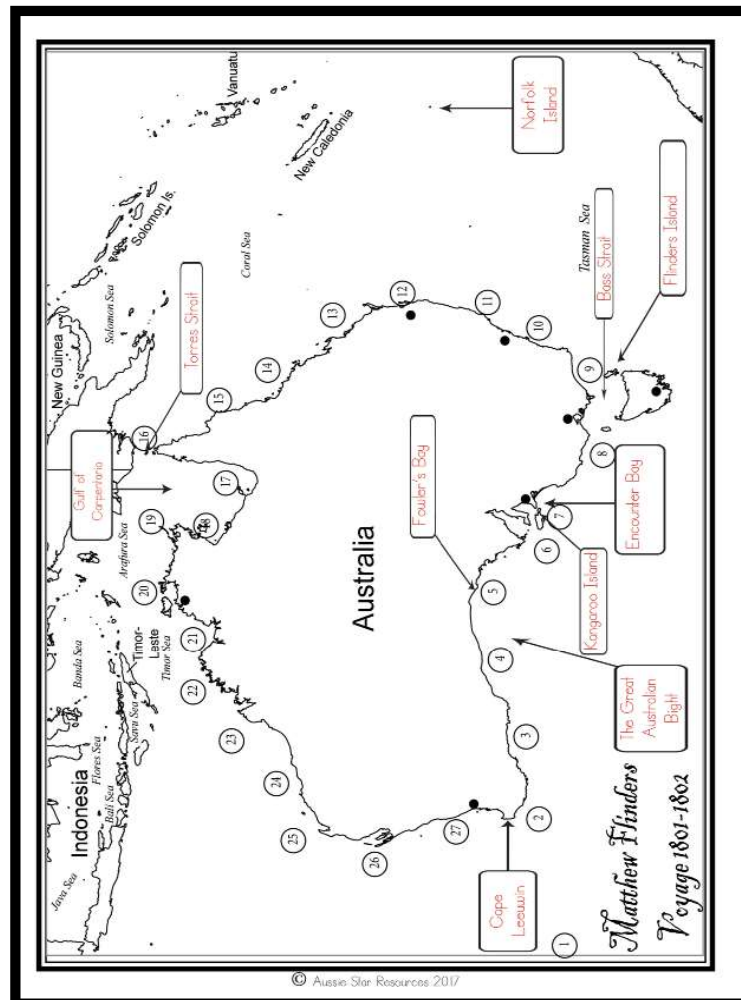 Indonesia
Java Sea
Bali Sea
Flores Sea
Savu Sea
Banda Sea
Timor-
Leste
Timor Sea
Arafura Sea
Gulf of
Carpentaria
New Guinea
Solomon Sea
Solomon Is.
Vanuatu
New Caledonia
Coral Sea
Torres Strait
Norfolk
Island
Australia
Fowler's Bay
Cape
Leeuwin
The Great
Australian
Bight
Kangaroo Island
Encounter Bay
Tasman Sea
Bass Strait
Flinders Island
1
2
3
4
5
6
7
8
9
10
11
12
13
14
15
16
17
18
19
20
21
22
23
24
25
26
27
Matthew Flinders
Voyage 1801-1802
© Aussie Star Resources 2017